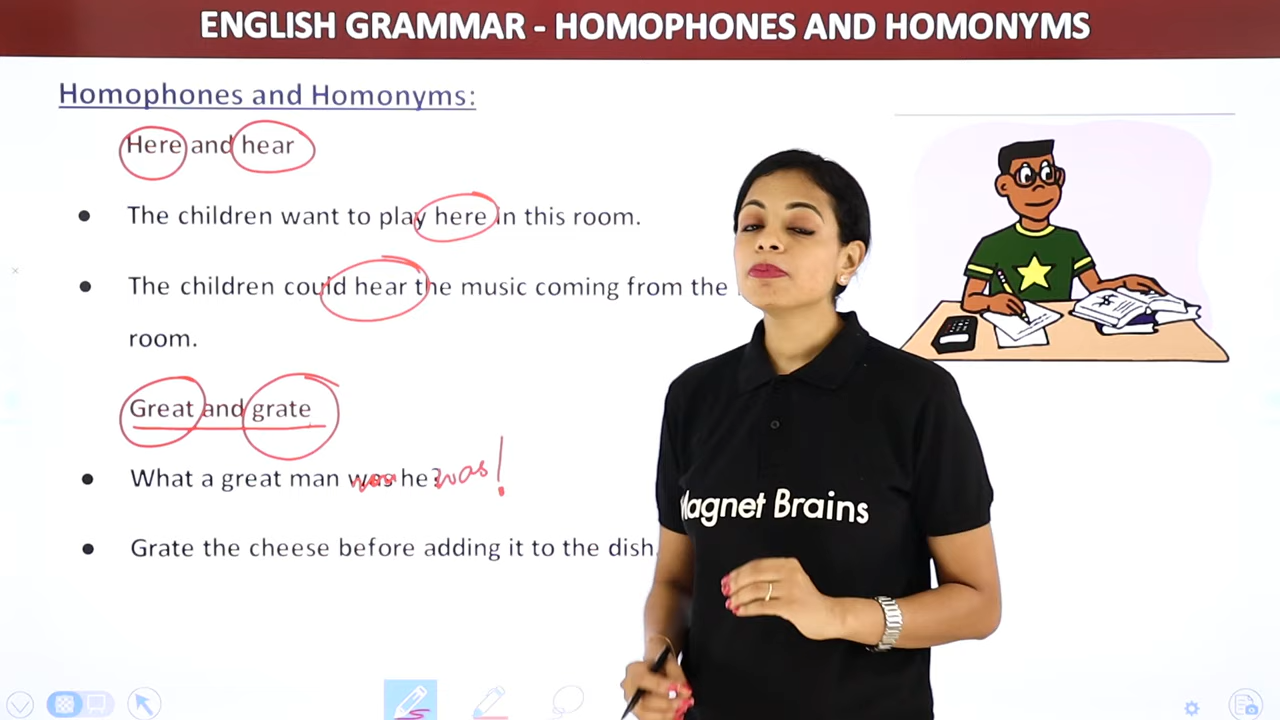 ENGLISH GRAMMAR - HOMOPHONES AND HOMONYMS
Homophones and Homonyms:
Here and hear
● The children want to play here in this room.
● The children could hear the music coming from the
room.
Great and grate
● What a great man was he? was!
● Grate the cheese before adding it to the dish.
Magnet Brains